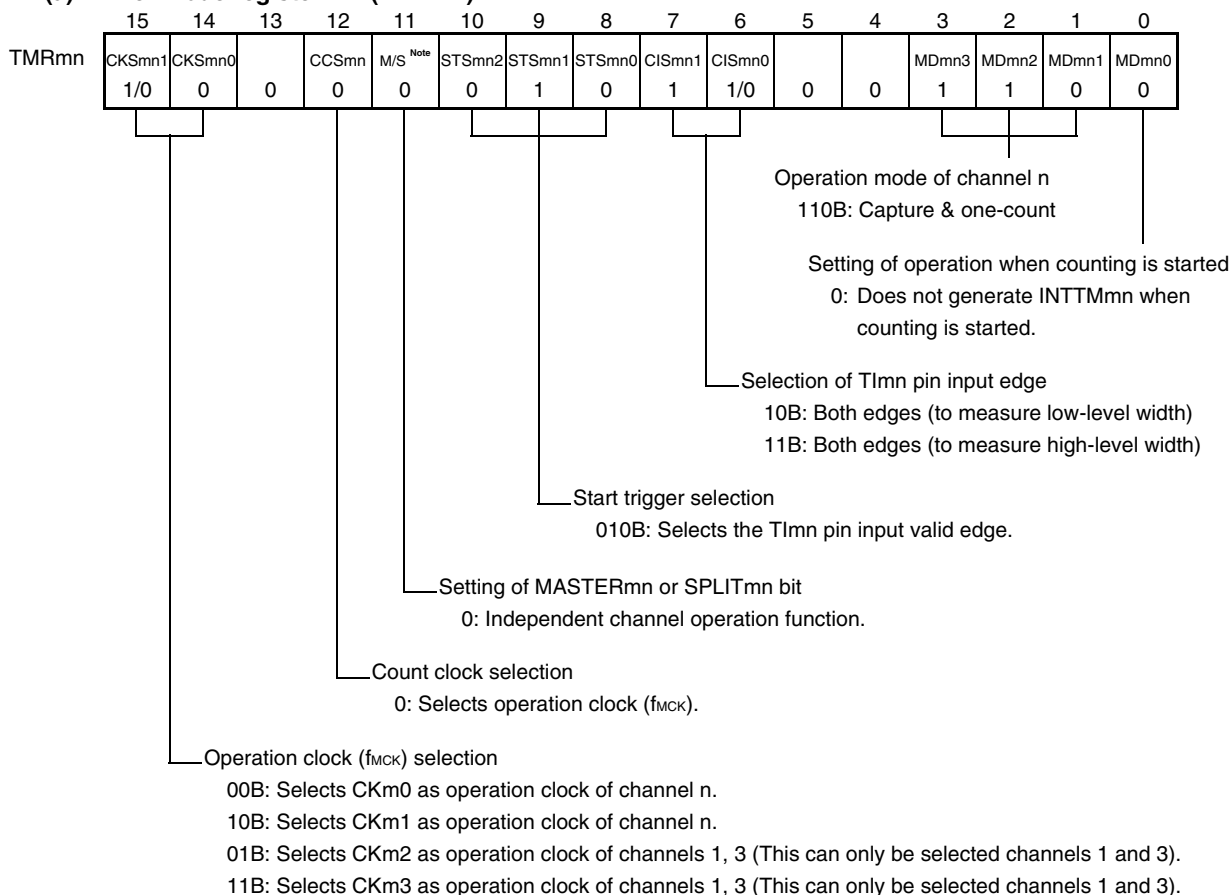 15 14 13 12 11 10 9 8 7 6 5 4 3 2 1 0
TMRmn CKSmn1 CKSmn0 CCSmn M/S Note STSmn2 STSmn1 STSmn0 CISmn1 CISmn0 MDmn3 MDmn2 MDmn1 MDmn0
1/0 0 0 0 0 0 1 0 1 1/0 0 0 1 1 0 0
Operation mode of channel n
110B: Capture & one-count
Setting of operation when counting is started
0: Does not generate INTTMmn when
counting is started.
Selection of TImn pin input edge
10B: Both edges (to measure low-level width)
11B: Both edges (to measure high-level width)
Start trigger selection
010B: Selects the TImn pin input valid edge.
Setting of MASTERmn or SPLITmn bit
0: Independent channel operation function.
Count clock selection
0: Selects operation clock (fMCK).
Operation clock (fMCK) selection
00B: Selects CKm0 as operation clock of channel n.
10B: Selects CKm1 as operation clock of channel n.
01B: Selects CKm2 as operation clock of channels 1, 3 (This can only be selected channels 1 and 3).
11B: Selects CKm3 as operation clock of channels 1, 3 (This can only be selected channels 1 and 3).